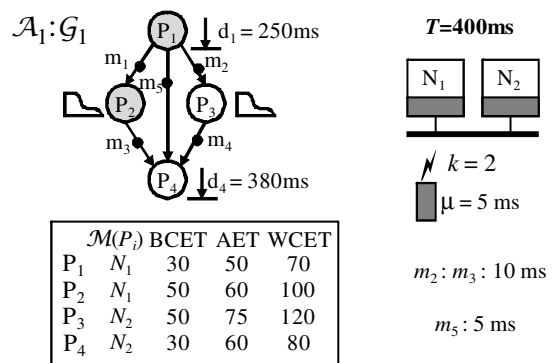 𝒜₁:𝒢₁
P₁
d₁ = 250ms
m₁
m₅
m₂
P₂
P₃
m₃
m₄
P₄
d₄ = 380ms
T=400ms
N₁
N₂
k = 2
μ = 5 ms
m₂ : m₃ : 10 ms
m₅ : 5 ms
ℳ(Pᵢ) BCET AET WCET
P₁ N₁ 30 50 70
P₂ N₁ 50 60 100
P₃ N₂ 50 75 120
P₄ N₂ 30 60 80